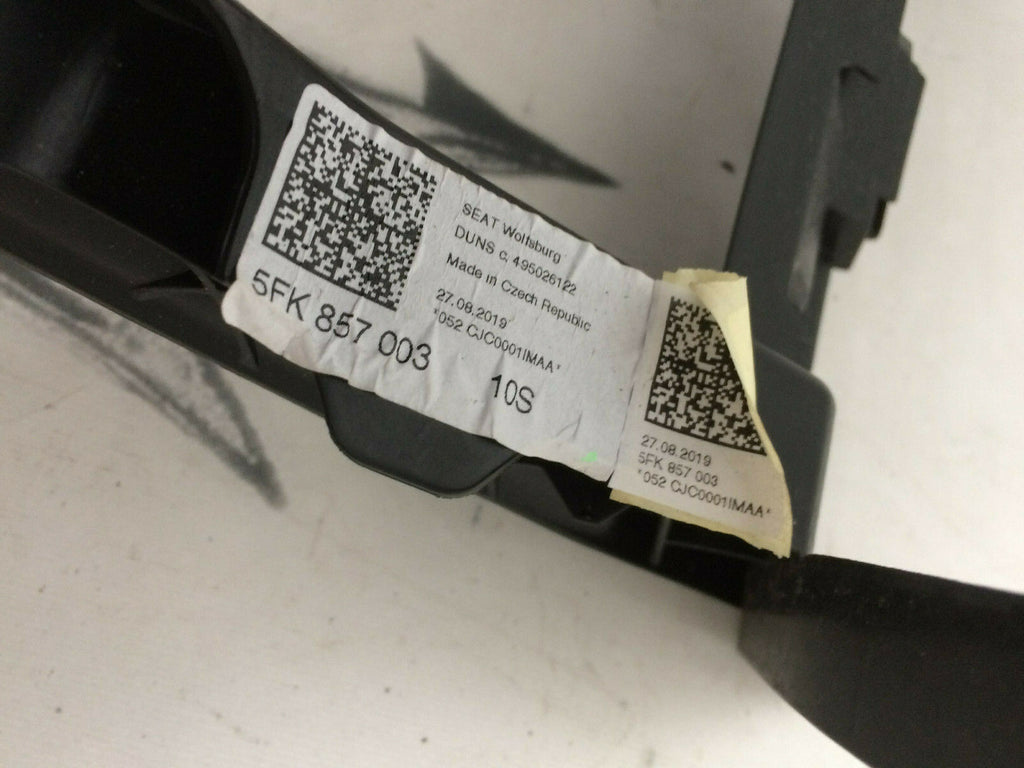 SEAT Wolfsburg
DUNS c. 495026122
Made in Czech Republic
27.08.2019
*052 CJC0001IMAA*
5FK 857 003
10S
27.08.2019
5FK 857 003
*052 CJC0001IMAA*